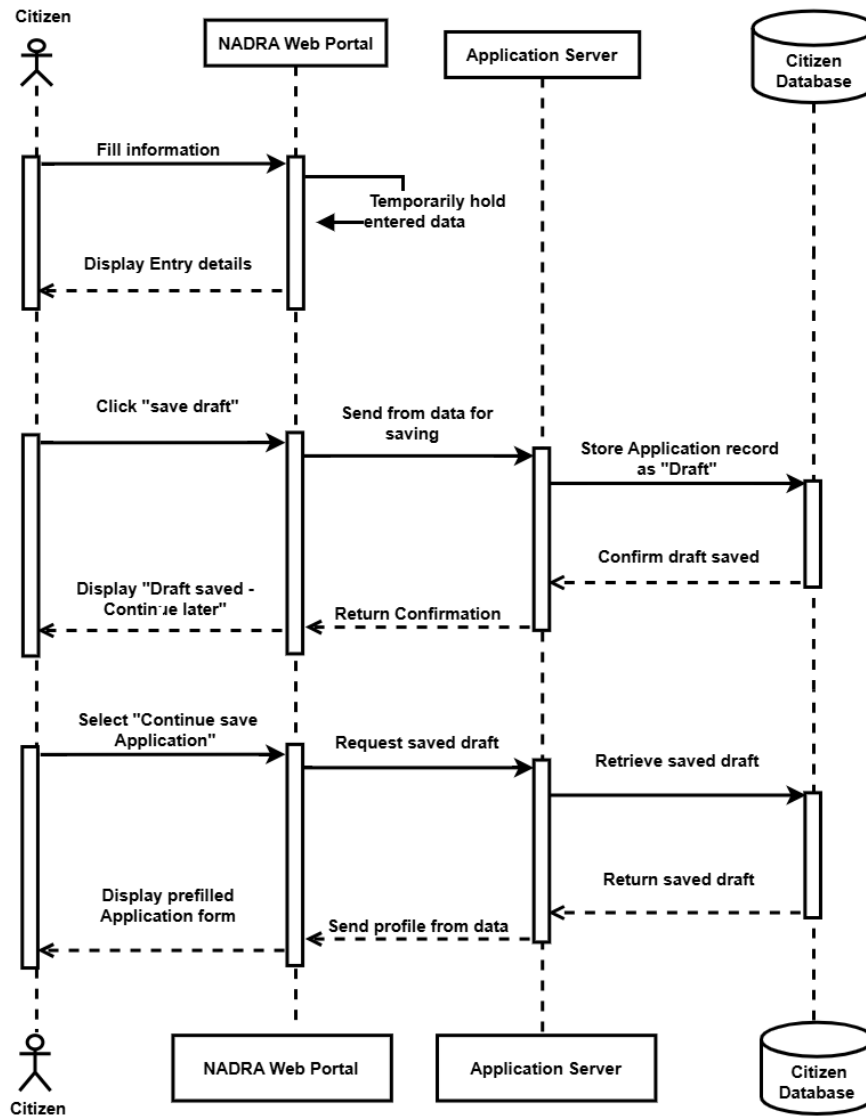 Citizen
NADRA Web Portal
Application Server
Citizen
Database
Fill information
Temporarily hold
entered data
Display Entry details
Click "save draft"
Send from data for
saving
Store Application record
as "Draft"
Confirm draft saved
Display "Draft saved -
Continue later"
Return Confirmation
Select "Continue save
Application"
Request saved draft
Retrieve saved draft
Return saved draft
Display prefilled
Application form
Send profile from data
Citizen
NADRA Web Portal
Application Server
Citizen
Database